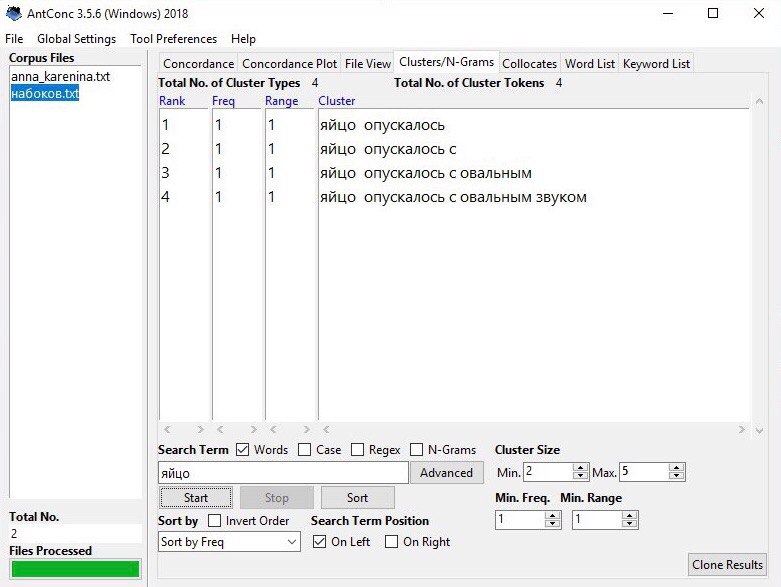 AntConc 3.5.6 (Windows) 2018
File Global Settings Tool Preferences Help
Corpus Files
anna_karenina.txt
набоков.txt
Total No.
2
Files Processed
Concordance Concordance Plot File View Clusters/N-Grams Collocates Word List Keyword List
Total No. of Cluster Types 4 Total No. of Cluster Tokens 4
Rank Freq Range Cluster
1 1 1 яйцо опускалось
2 1 1 яйцо опускалось с
3 1 1 яйцо опускалось с овальным
4 1 1 яйцо опускалось с овальным звуком
Search Term Words Case Regex N-Grams Cluster Size
яйцо Advanced Min. 2 Max. 5
Start Stop Sort Min. Freq. Min. Range
Sort by Invert Order Search Term Position 1 1
Sort by Freq On Left On Right
Clone Results